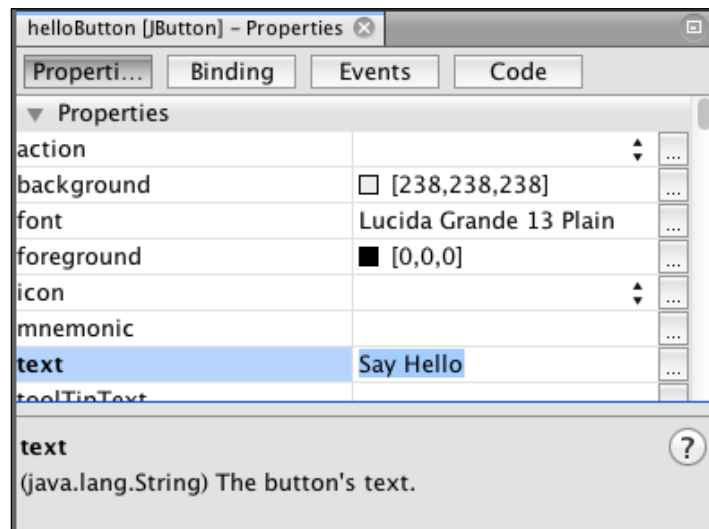 helloButton [JButton] – Properties
Properti... Binding Events Code
Properties
action ...
background [238,238,238] ...
font Lucida Grande 13 Plain ...
foreground [0,0,0] ...
icon ...
mnemonic ...
text Say Hello ...
toolTipText
text ?
(java.lang.String) The button's text.